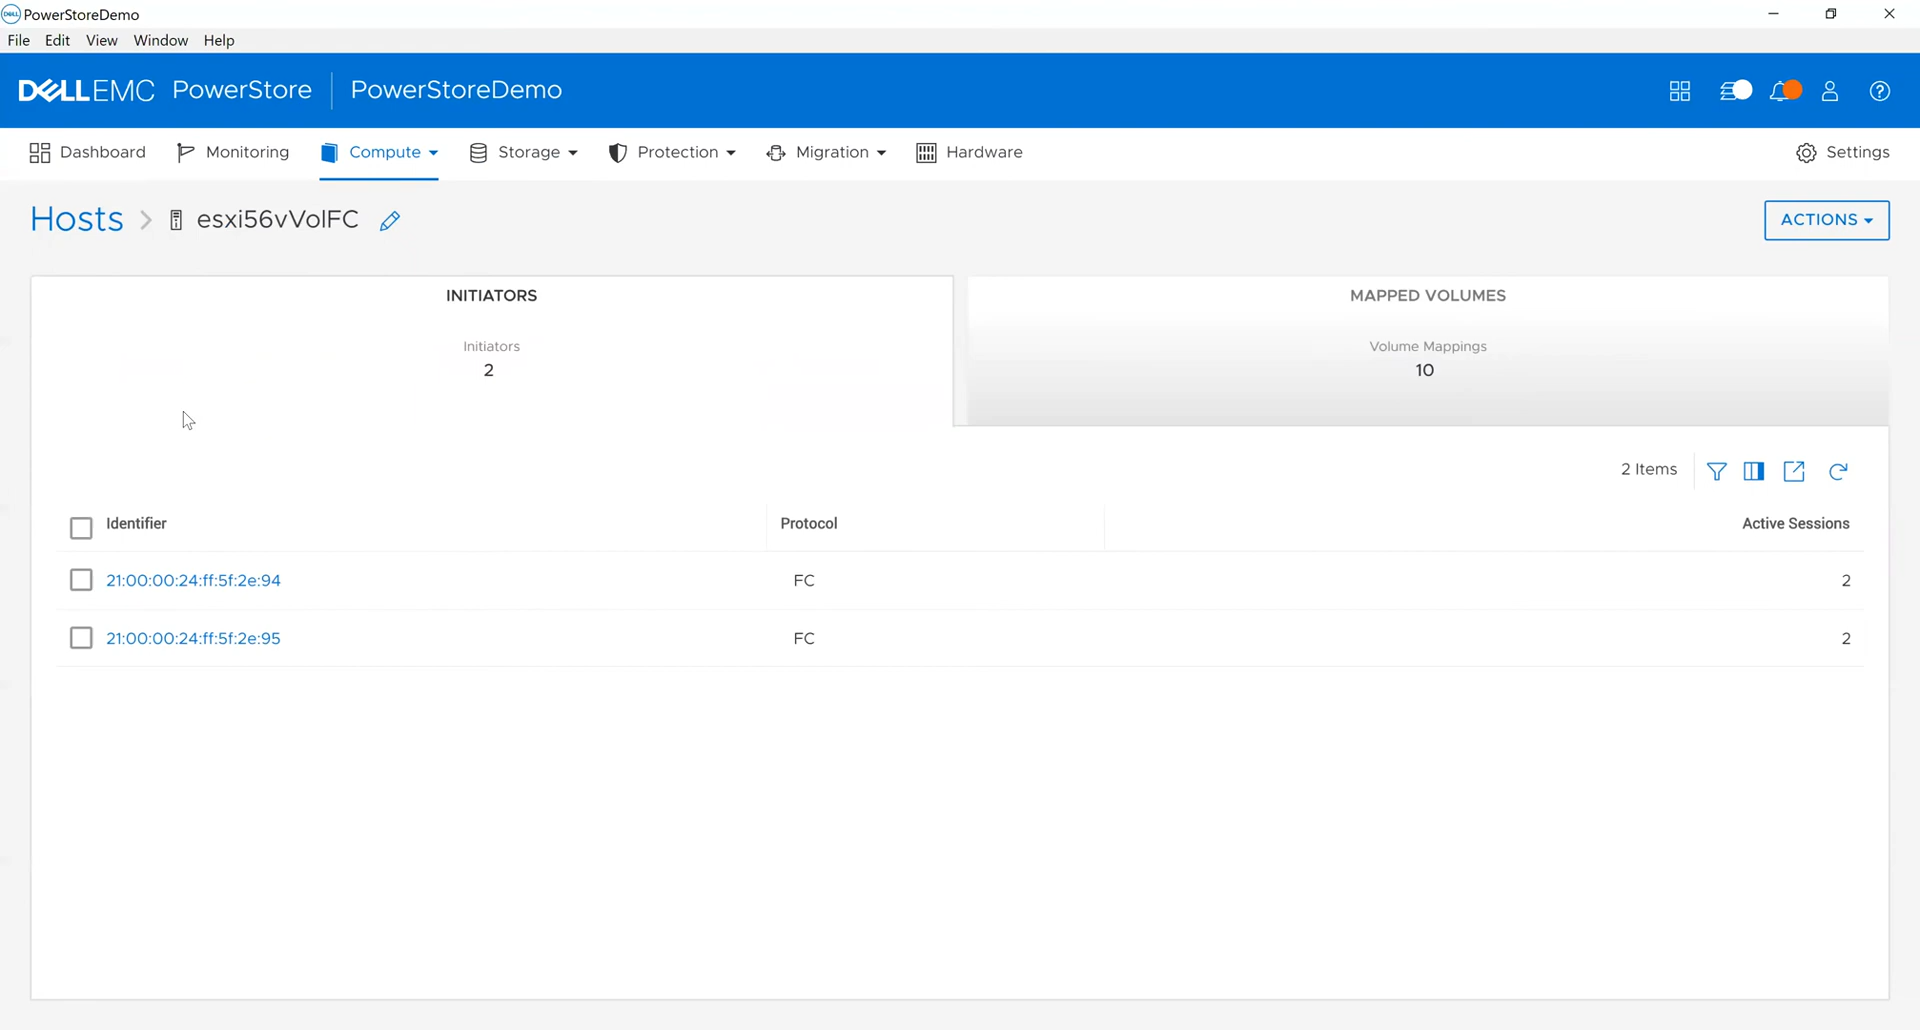 PowerStoreDemo
File Edit View Window Help
DELLEMC PowerStore PowerStoreDemo
Dashboard Monitoring Compute Storage Protection Migration Hardware Settings
Hosts > esxi56vVolFC
ACTIONS
INITIATORS
Initiators
2
MAPPED VOLUMES
Volume Mappings
10
2 Items
Identifier Protocol Active Sessions
21:00:00:24:ff:5f:2e:94 FC 2
21:00:00:24:ff:5f:2e:95 FC 2